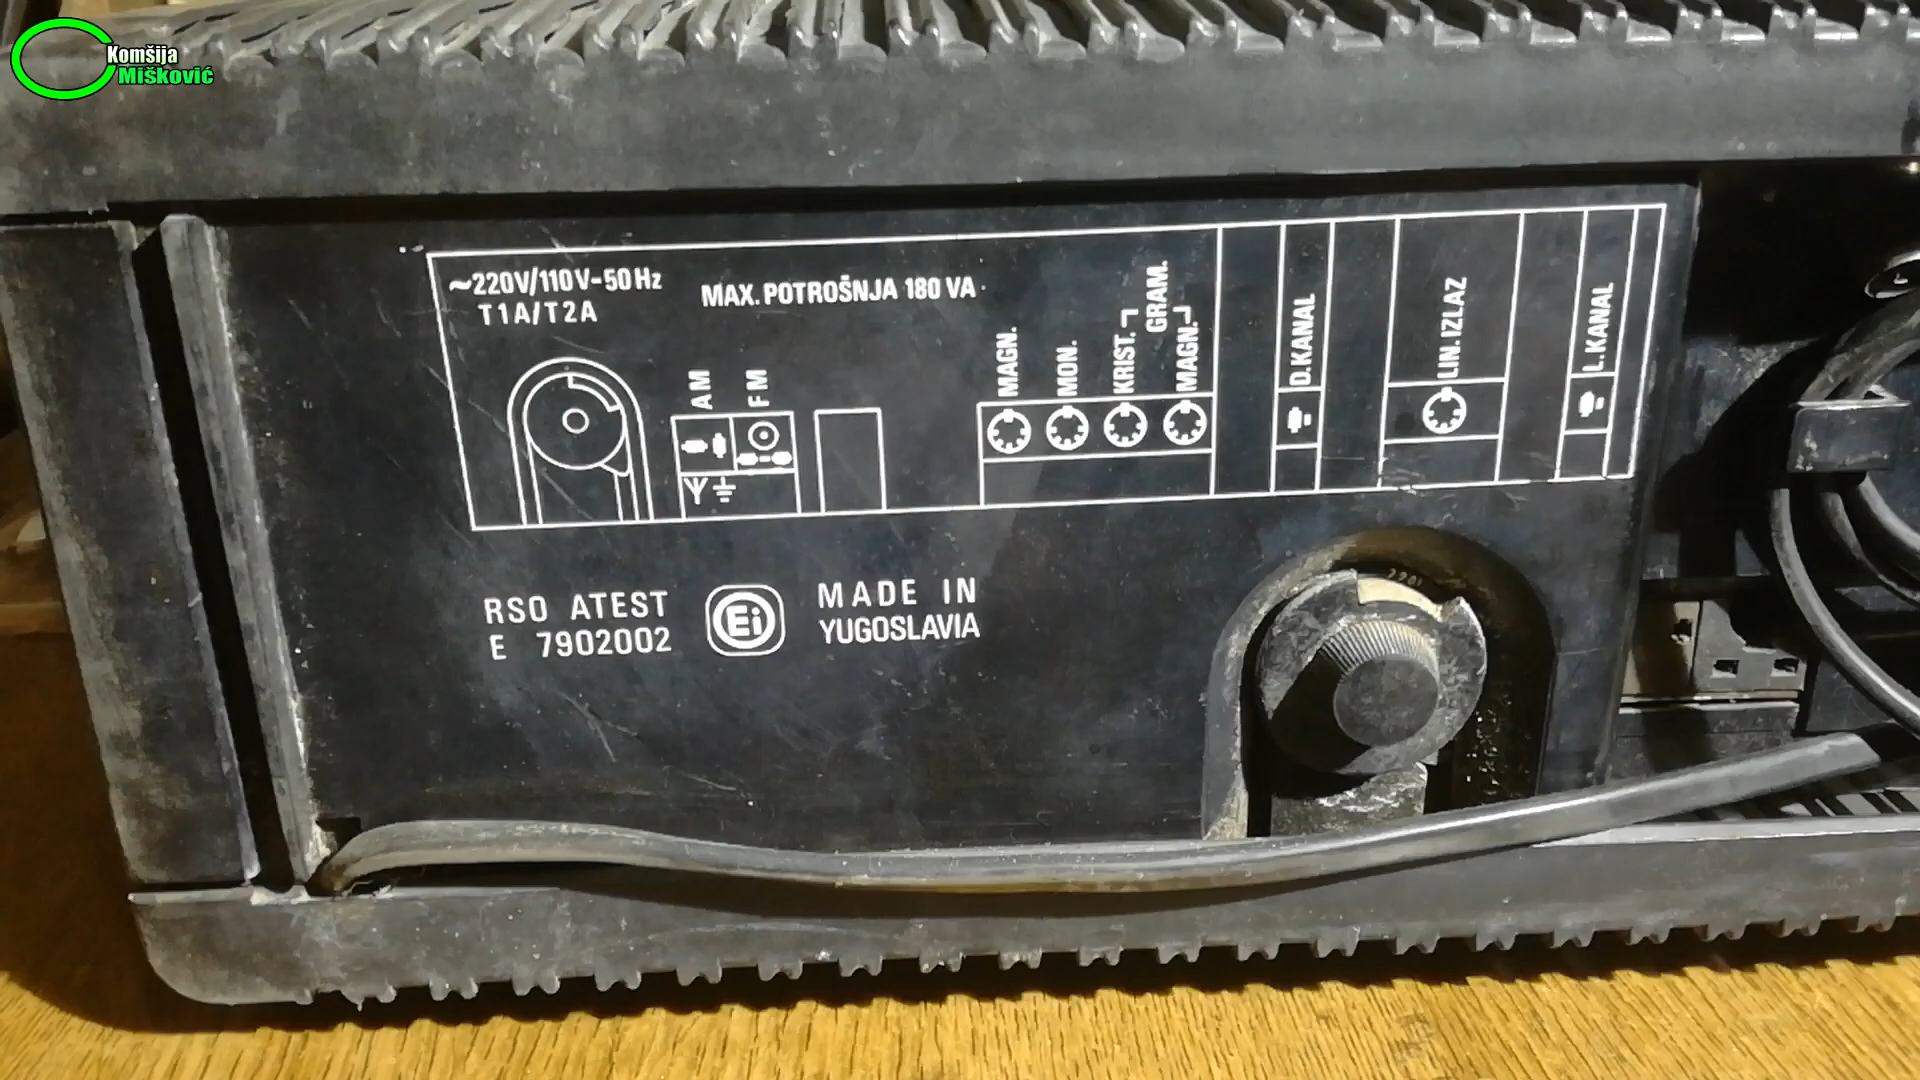 Komšija
Mišković
~220V/110V-50Hz
T1A/T2A
MAX. POTROŠNJA 180 VA
AM
FM
MAGN.
MON.
KRIST.
GRAM.
MAGN.
D.KANAL
LIN.IZLAZ
L.KANAL
RSO ATEST
E 7902002
Ei
MADE IN
YUGOSLAVIA